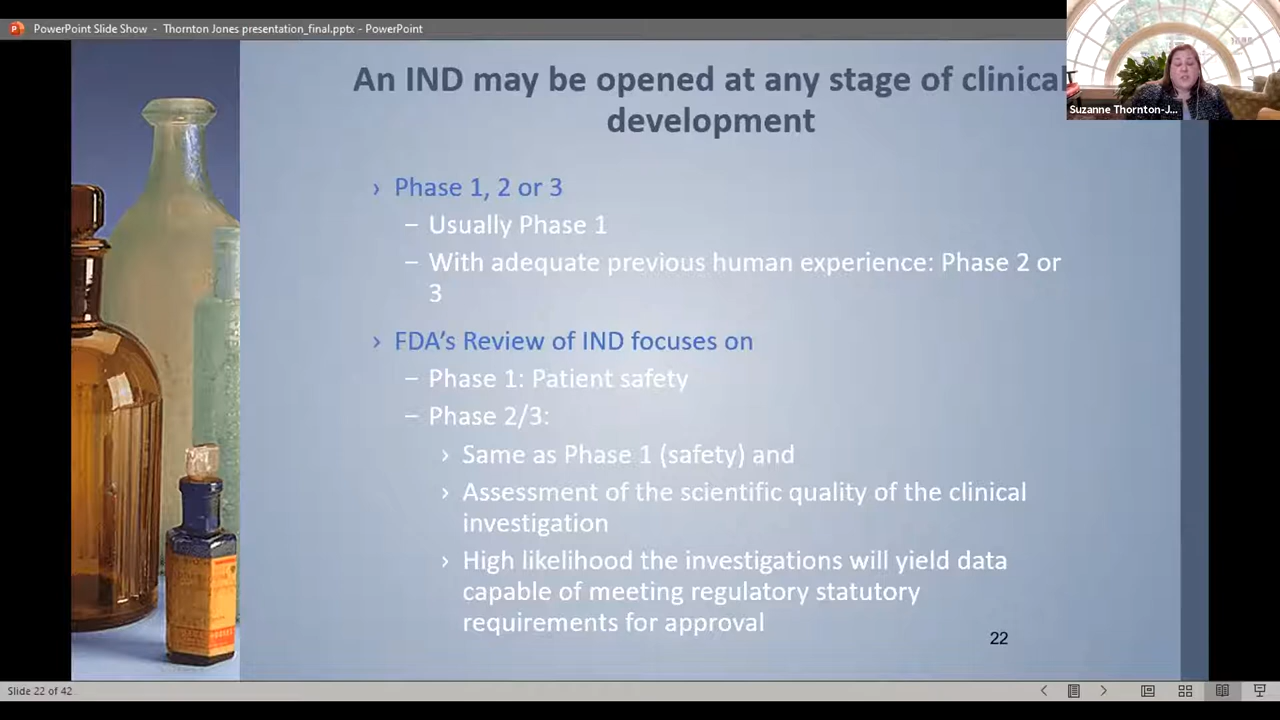 PowerPoint Slide Show - Thornton Jones presentation_final.pptx - PowerPoint
Suzanne Thornton-J...
An IND may be opened at any stage of clinical
development
› Phase 1, 2 or 3
– Usually Phase 1
– With adequate previous human experience: Phase 2 or
3
› FDA's Review of IND focuses on
– Phase 1: Patient safety
– Phase 2/3:
› Same as Phase 1 (safety) and
› Assessment of the scientific quality of the clinical
investigation
› High likelihood the investigations will yield data
capable of meeting regulatory statutory
requirements for approval
22
Slide 22 of 42